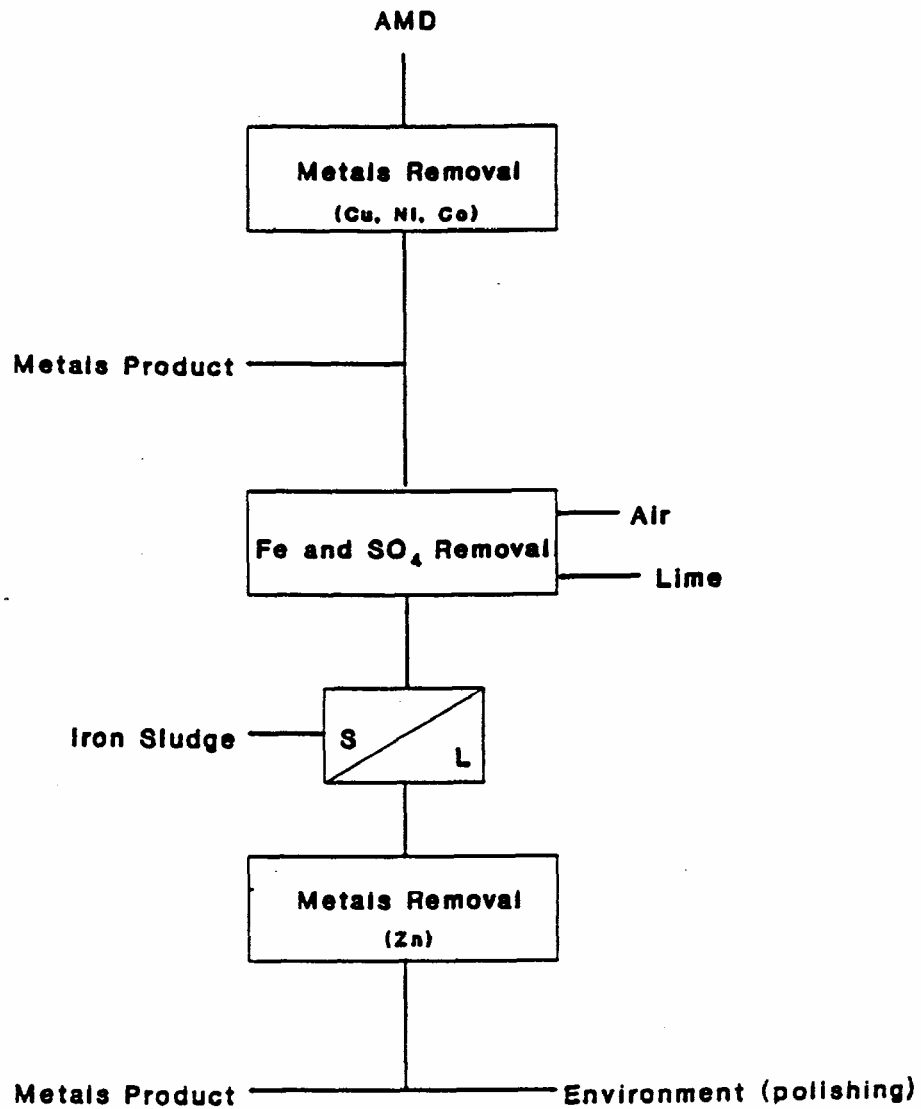 AMD
Metals Removal
(Cu, Ni, Co)
Metals Product
Fe and SO₄ Removal
Air
Lime
Iron Sludge
S
L
Metals Removal
(Zn)
Metals Product
Environment (polishing)